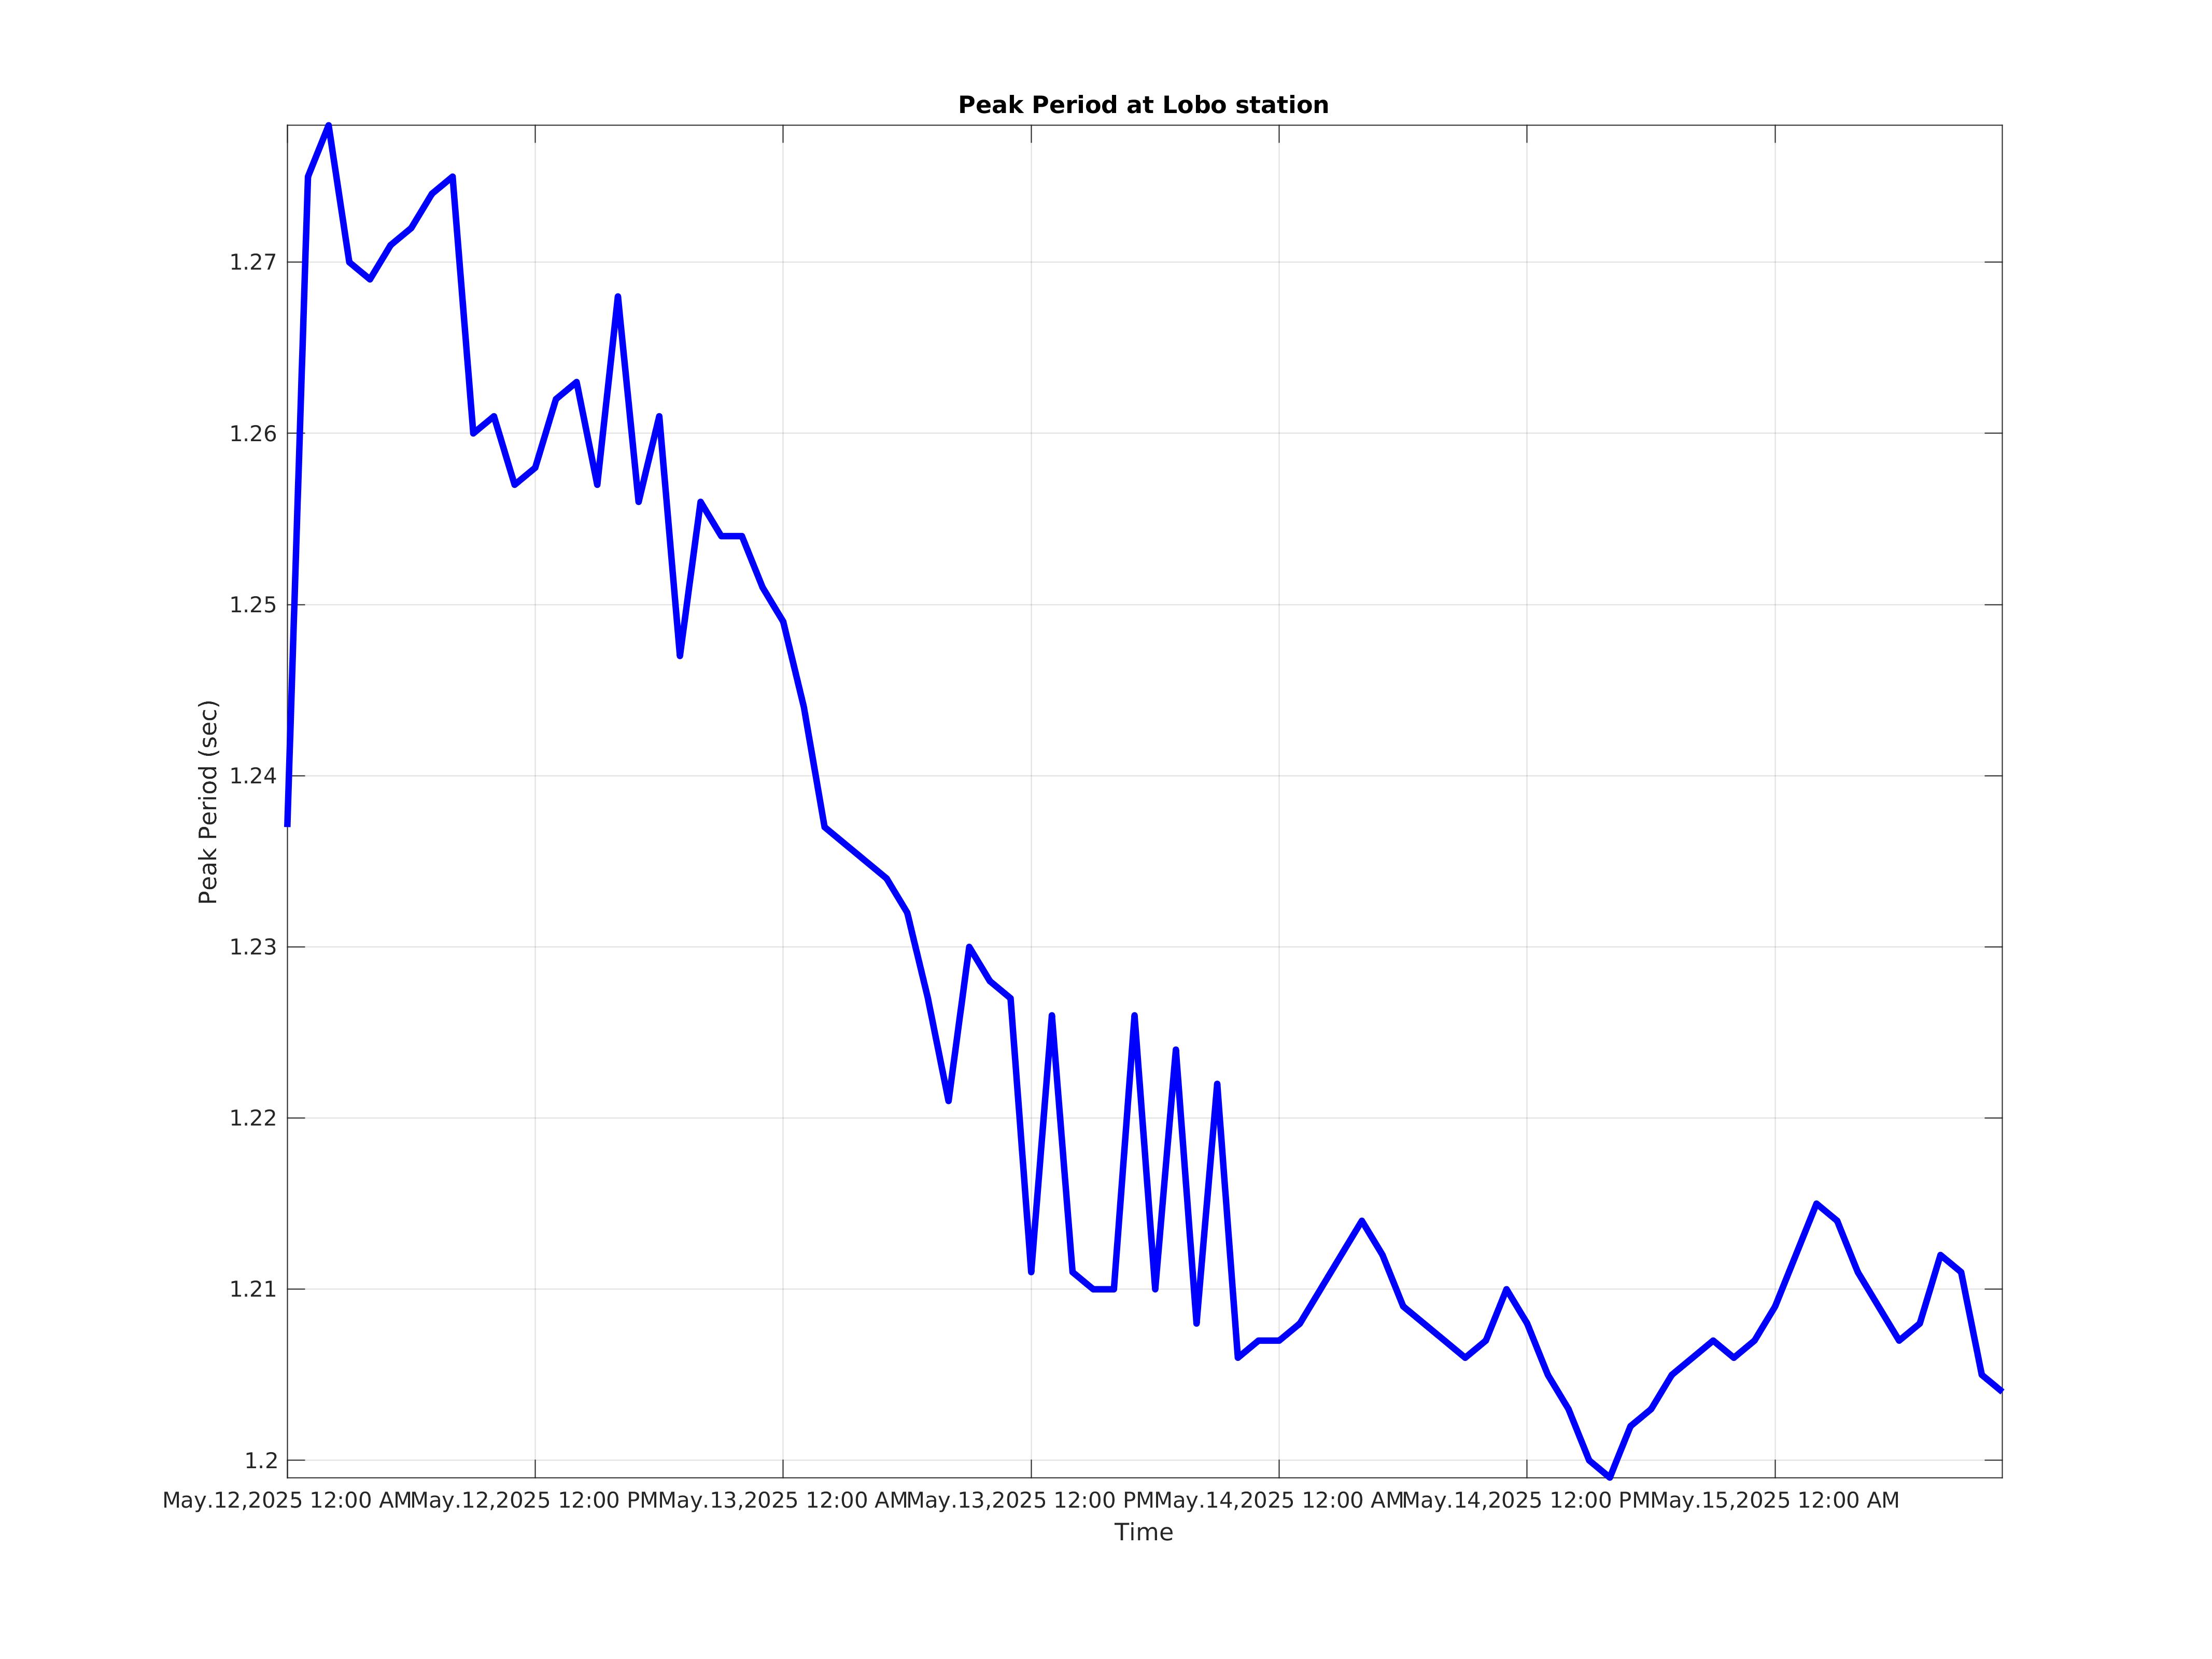 Peak Period at Lobo station
Peak Period (sec)
1.27
1.26
1.25
1.24
1.23
1.22
1.21
1.2
May.12,2025 12:00 AM
May.12,2025 12:00 PM
May.13,2025 12:00 AM
May.13,2025 12:00 PM
May.14,2025 12:00 AM
May.14,2025 12:00 PM
May.15,2025 12:00 AM
Time